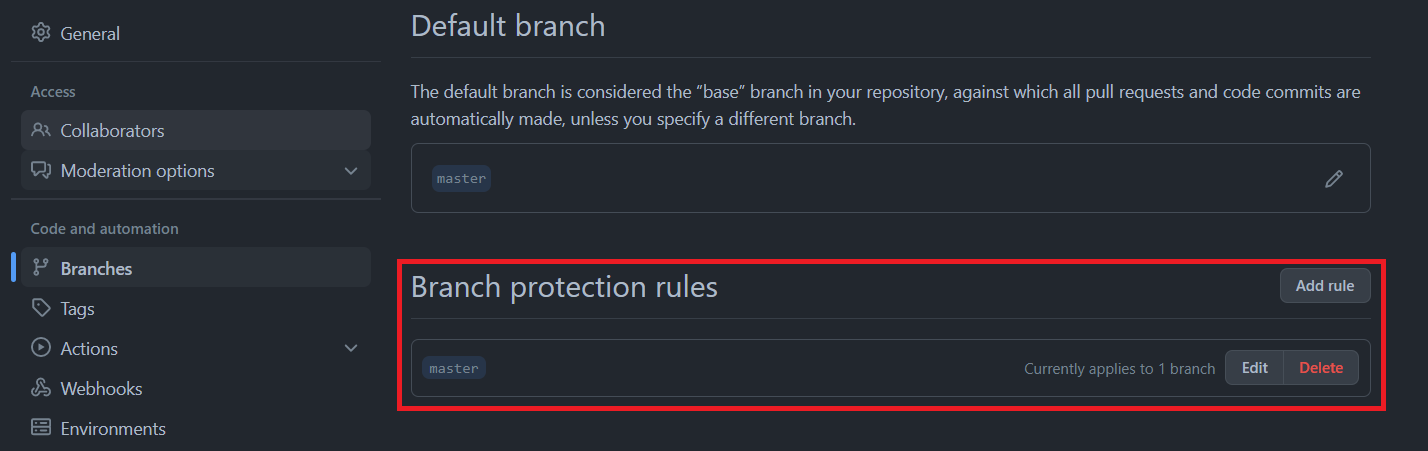 General
Access
Collaborators
Moderation options
Code and automation
Branches
Tags
Actions
Webhooks
Environments
Default branch
The default branch is considered the “base” branch in your repository, against which all pull requests and code commits are
automatically made, unless you specify a different branch.
master
Branch protection rules
Add rule
master
Currently applies to 1 branch
Edit
Delete